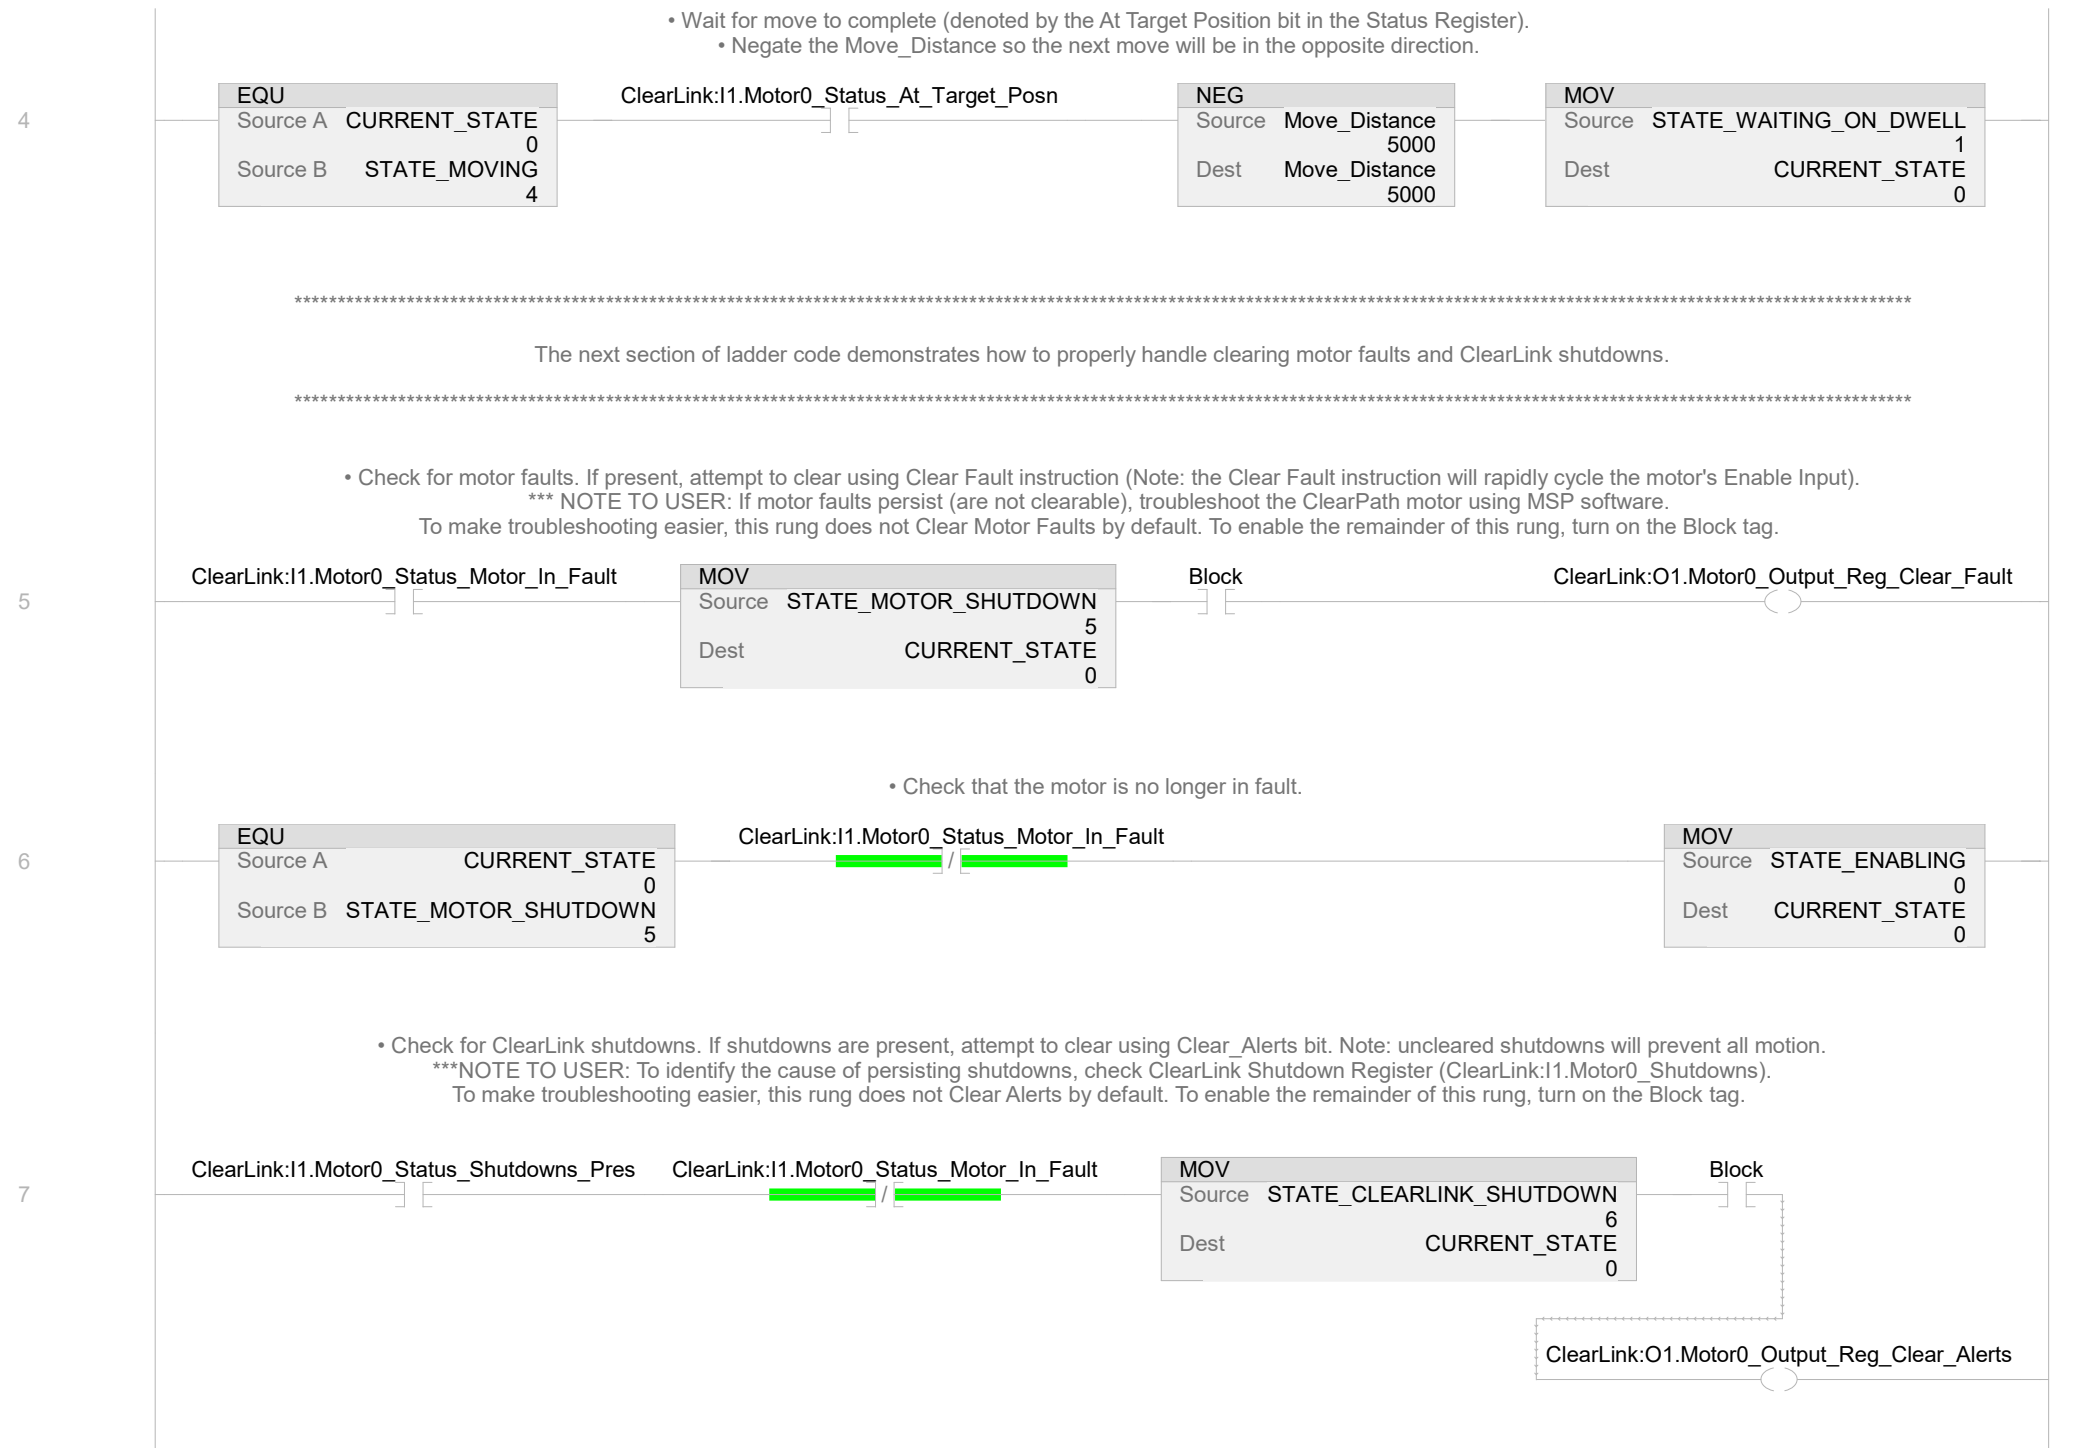 • Wait for move to complete (denoted by the At Target Position bit in the Status Register).
• Negate the Move_Distance so the next move will be in the opposite direction.
4
EQU
Source A CURRENT_STATE
0
Source B STATE_MOVING
4
ClearLink:I1.Motor0_Status_At_Target_Posn
NEG
Source Move_Distance
5000
Dest Move_Distance
5000
MOV
Source STATE_WAITING_ON_DWELL
1
Dest CURRENT_STATE
0
*******************************************************************************************************************************************************************************************
The next section of ladder code demonstrates how to properly handle clearing motor faults and ClearLink shutdowns.
*******************************************************************************************************************************************************************************************
• Check for motor faults. If present, attempt to clear using Clear Fault instruction (Note: the Clear Fault instruction will rapidly cycle the motor's Enable Input).
*** NOTE TO USER: If motor faults persist (are not clearable), troubleshoot the ClearPath motor using MSP software.
To make troubleshooting easier, this rung does not Clear Motor Faults by default. To enable the remainder of this rung, turn on the Block tag.
5
ClearLink:I1.Motor0_Status_Motor_In_Fault
MOV
Source STATE_MOTOR_SHUTDOWN
5
Dest CURRENT_STATE
0
Block
ClearLink:O1.Motor0_Output_Reg_Clear_Fault
• Check that the motor is no longer in fault.
6
EQU
Source A CURRENT_STATE
0
Source B STATE_MOTOR_SHUTDOWN
5
ClearLink:I1.Motor0_Status_Motor_In_Fault
/
MOV
Source STATE_ENABLING
0
Dest CURRENT_STATE
0
• Check for ClearLink shutdowns. If shutdowns are present, attempt to clear using Clear_Alerts bit. Note: uncleared shutdowns will prevent all motion.
***NOTE TO USER: To identify the cause of persisting shutdowns, check ClearLink Shutdown Register (ClearLink:I1.Motor0_Shutdowns).
To make troubleshooting easier, this rung does not Clear Alerts by default. To enable the remainder of this rung, turn on the Block tag.
7
ClearLink:I1.Motor0_Status_Shutdowns_Pres
ClearLink:I1.Motor0_Status_Motor_In_Fault
/
MOV
Source STATE_CLEARLINK_SHUTDOWN
6
Dest CURRENT_STATE
0
Block
ClearLink:O1.Motor0_Output_Reg_Clear_Alerts